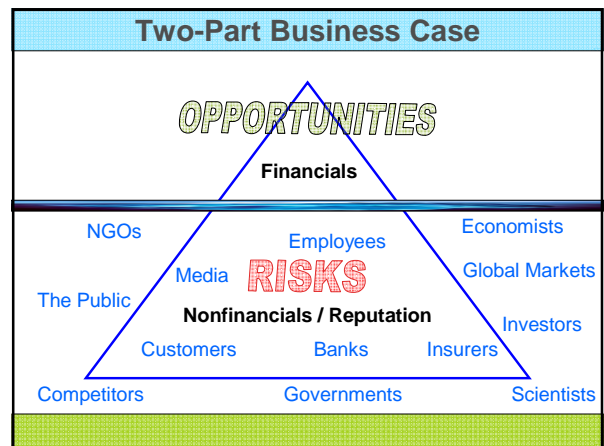 Two-Part Business Case
OPPORTUNITIES
Financials
NGOs
Employees
Economists
Media
RISKS
Global Markets
The Public
Nonfinancials / Reputation
Investors
Customers
Banks
Insurers
Competitors
Governments
Scientists